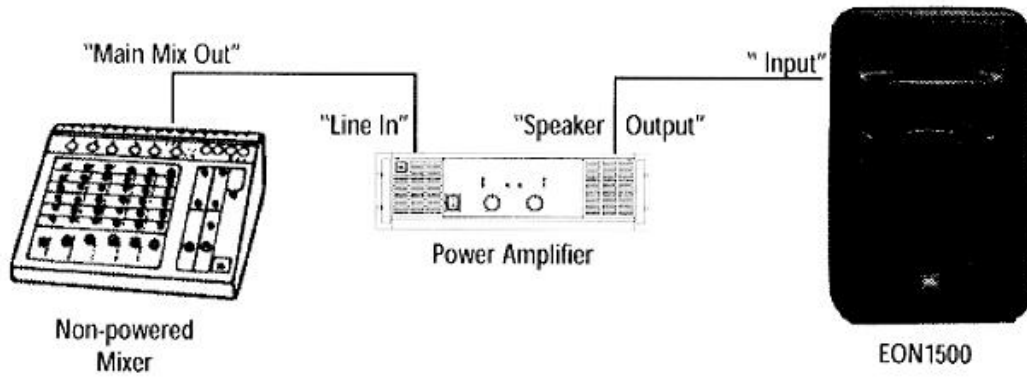 "Main Mix Out"
" Input"
"Line In"
"Speaker Output"
Power Amplifier
Non-powered
Mixer
EON1500